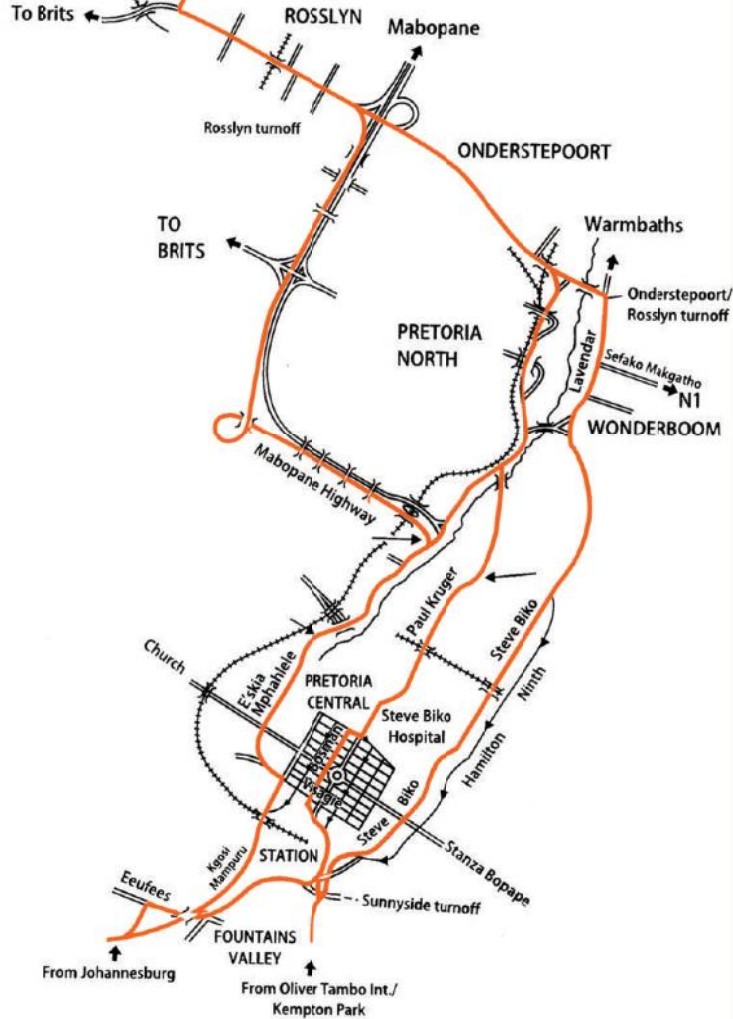 To Brits
ROSSLYN
Mabopane
Rosslyn turnoff
ONDERSTEPOORT
TO
BRITS
Warmbaths
Onderstepoort/
Rosslyn turnoff
PRETORIA
NORTH
Lavendar
Sefako Makgatho
N1
WONDERBOOM
Mabopane Highway
Paul Kruger
Steve Biko
Church
E'skia
Mphahlele
Ninth
PRETORIA
CENTRAL
Steve Biko
Hospital
Hamilton
Bosman
Visagie
Steve Biko
Stanza Bopape
Kgosi
Mampuru
STATION
Eeufees
Sunnyside turnoff
FOUNTAINS
VALLEY
From Johannesburg
From Oliver Tambo Int./
Kempton Park